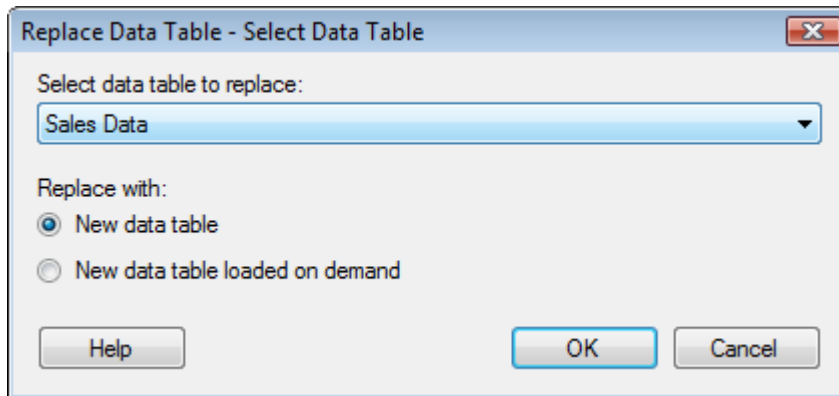 Replace Data Table - Select Data Table
Select data table to replace:
Sales Data
Replace with:
New data table
New data table loaded on demand
Help
OK
Cancel